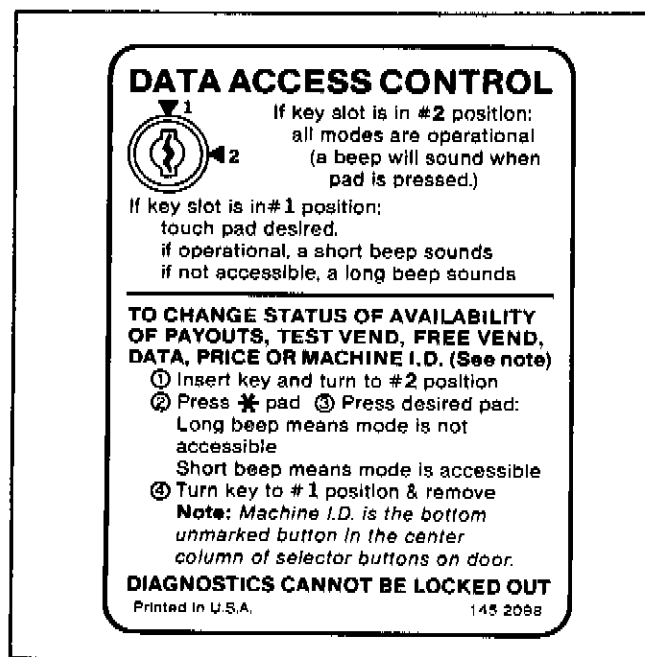 DATA ACCESS CONTROL
1
If key slot is in #2 position:
all modes are operational
2
(a beep will sound when
pad is pressed.)
If key slot is in #1 position:
touch pad desired.
if operational, a short beep sounds
if not accessible, a long beep sounds
TO CHANGE STATUS OF AVAILABILITY
OF PAYOUTS, TEST VEND, FREE VEND,
DATA, PRICE OR MACHINE I.D. (See note)
① Insert key and turn to #2 position
② Press ✱ pad ③ Press desired pad:
Long beep means mode is not
accessible
Short beep means mode is accessible
④ Turn key to #1 position & remove
Note: Machine I.D. is the bottom
unmarked button in the center
column of selector buttons on door.
DIAGNOSTICS CANNOT BE LOCKED OUT
Printed in U.S.A. 145 2098